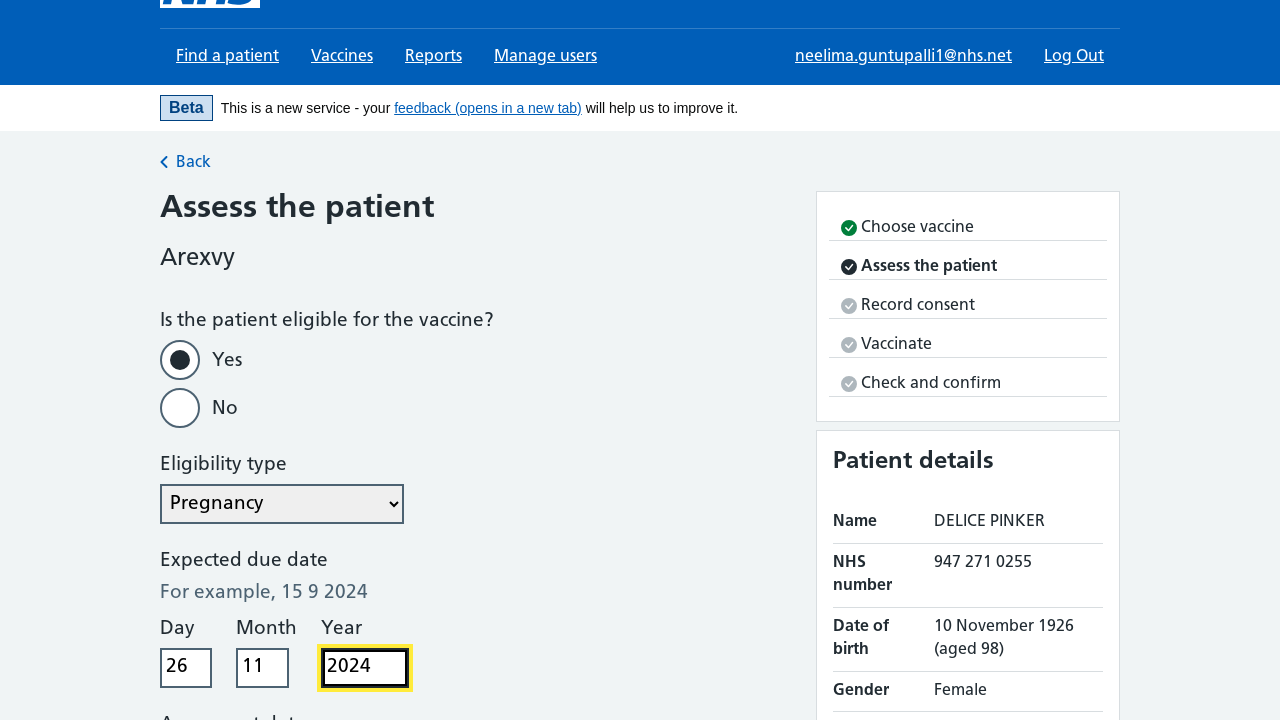 NHS
Find a patient Vaccines Reports Manage users neelima.guntupalli1@nhs.net Log Out
Beta This is a new service - your feedback (opens in a new tab) will help us to improve it.
Back
Assess the patient
Arexvy
Is the patient eligible for the vaccine?
Yes
No
Eligibility type
Pregnancy
Expected due date
For example, 15 9 2024
Day Month Year
26 11 2024
Choose vaccine
Assess the patient
Record consent
Vaccinate
Check and confirm
Patient details
Name DELICE PINKER
NHS 947 271 0255
number
Date of 10 November 1926
birth (aged 98)
Gender Female